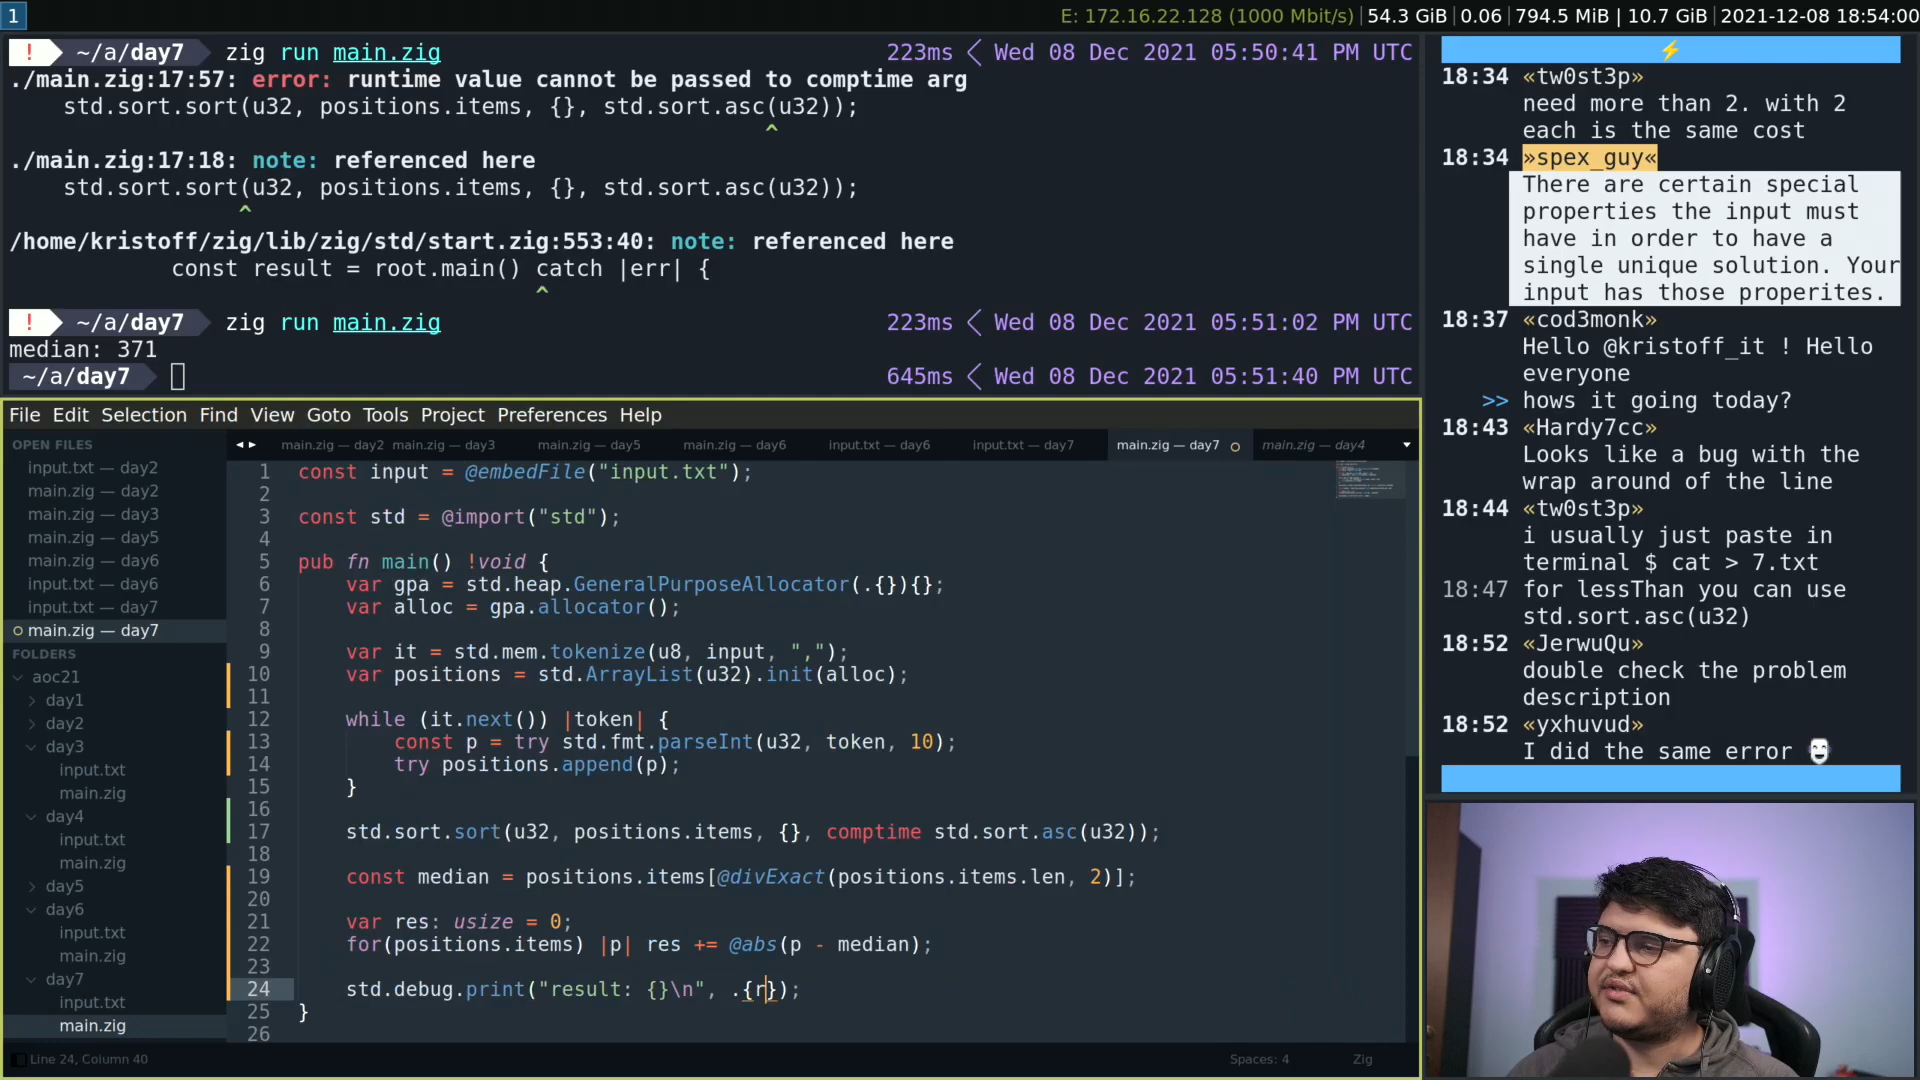 1
E: 172.16.22.128 (1000 Mbit/s)|54.3 GiB|0.06|794.5 MiB | 10.7 GiB|2021-12-08 18:54:00
! ~/a/day7 zig run main.zig 223ms Wed 08 Dec 2021 05:50:41 PM UTC
./main.zig:17:57: error: runtime value cannot be passed to comptime arg
    std.sort.sort(u32, positions.items, {}, std.sort.asc(u32));
^
./main.zig:17:18: note: referenced here
    std.sort.sort(u32, positions.items, {}, std.sort.asc(u32));
^
/home/kristoff/zig/lib/zig/std/start.zig:553:40: note: referenced here
            const result = root.main() catch |err| {
^
! ~/a/day7 zig run main.zig 223ms Wed 08 Dec 2021 05:51:02 PM UTC
median: 371
~/a/day7 645ms Wed 08 Dec 2021 05:51:40 PM UTC
File Edit Selection Find View Goto Tools Project Preferences Help
OPEN FILES
input.txt — day2
main.zig — day2
main.zig — day3
main.zig — day5
main.zig — day6
input.txt — day6
input.txt — day7
main.zig — day7
FOLDERS
aoc21
day1
day2
day3
input.txt
main.zig
day4
input.txt
main.zig
day5
day6
input.txt
main.zig
day7
input.txt
main.zig
main.zig — day2 main.zig — day3 main.zig — day5 main.zig — day6 input.txt — day6 input.txt — day7 main.zig — day7 main.zig — day4
1 const input = @embedFile("input.txt");
2
3 const std = @import("std");
4
5 pub fn main() !void {
6     var gpa = std.heap.GeneralPurposeAllocator(.{}){};
7     var alloc = gpa.allocator();
8
9     var it = std.mem.tokenize(u8, input, ",");
10     var positions = std.ArrayList(u32).init(alloc);
11
12     while (it.next()) |token| {
13         const p = try std.fmt.parseInt(u32, token, 10);
14         try positions.append(p);
15     }
16
17     std.sort.sort(u32, positions.items, {}, comptime std.sort.asc(u32));
18
19     const median = positions.items[@divExact(positions.items.len, 2)];
20
21     var res: usize = 0;
22     for(positions.items) |p| res += @abs(p - median);
23
24     std.debug.print("result: {}\n", .{r});
25 }
26
Line 24, Column 40 Spaces: 4 Zig
18:34 «tw0st3p»
need more than 2. with 2
each is the same cost
18:34 »spex_guy«
There are certain special
properties the input must
have in order to have a
single unique solution. Your
input has those properites.
18:37 «cod3monk»
Hello @kristoff_it ! Hello
everyone
>> hows it going today?
18:43 «Hardy7cc»
Looks like a bug with the
wrap around of the line
18:44 «tw0st3p»
i usually just paste in
terminal $ cat > 7.txt
18:47 for lessThan you can use
std.sort.asc(u32)
18:52 «JerwuQu»
double check the problem
description
18:52 «yxhuvud»
I did the same error